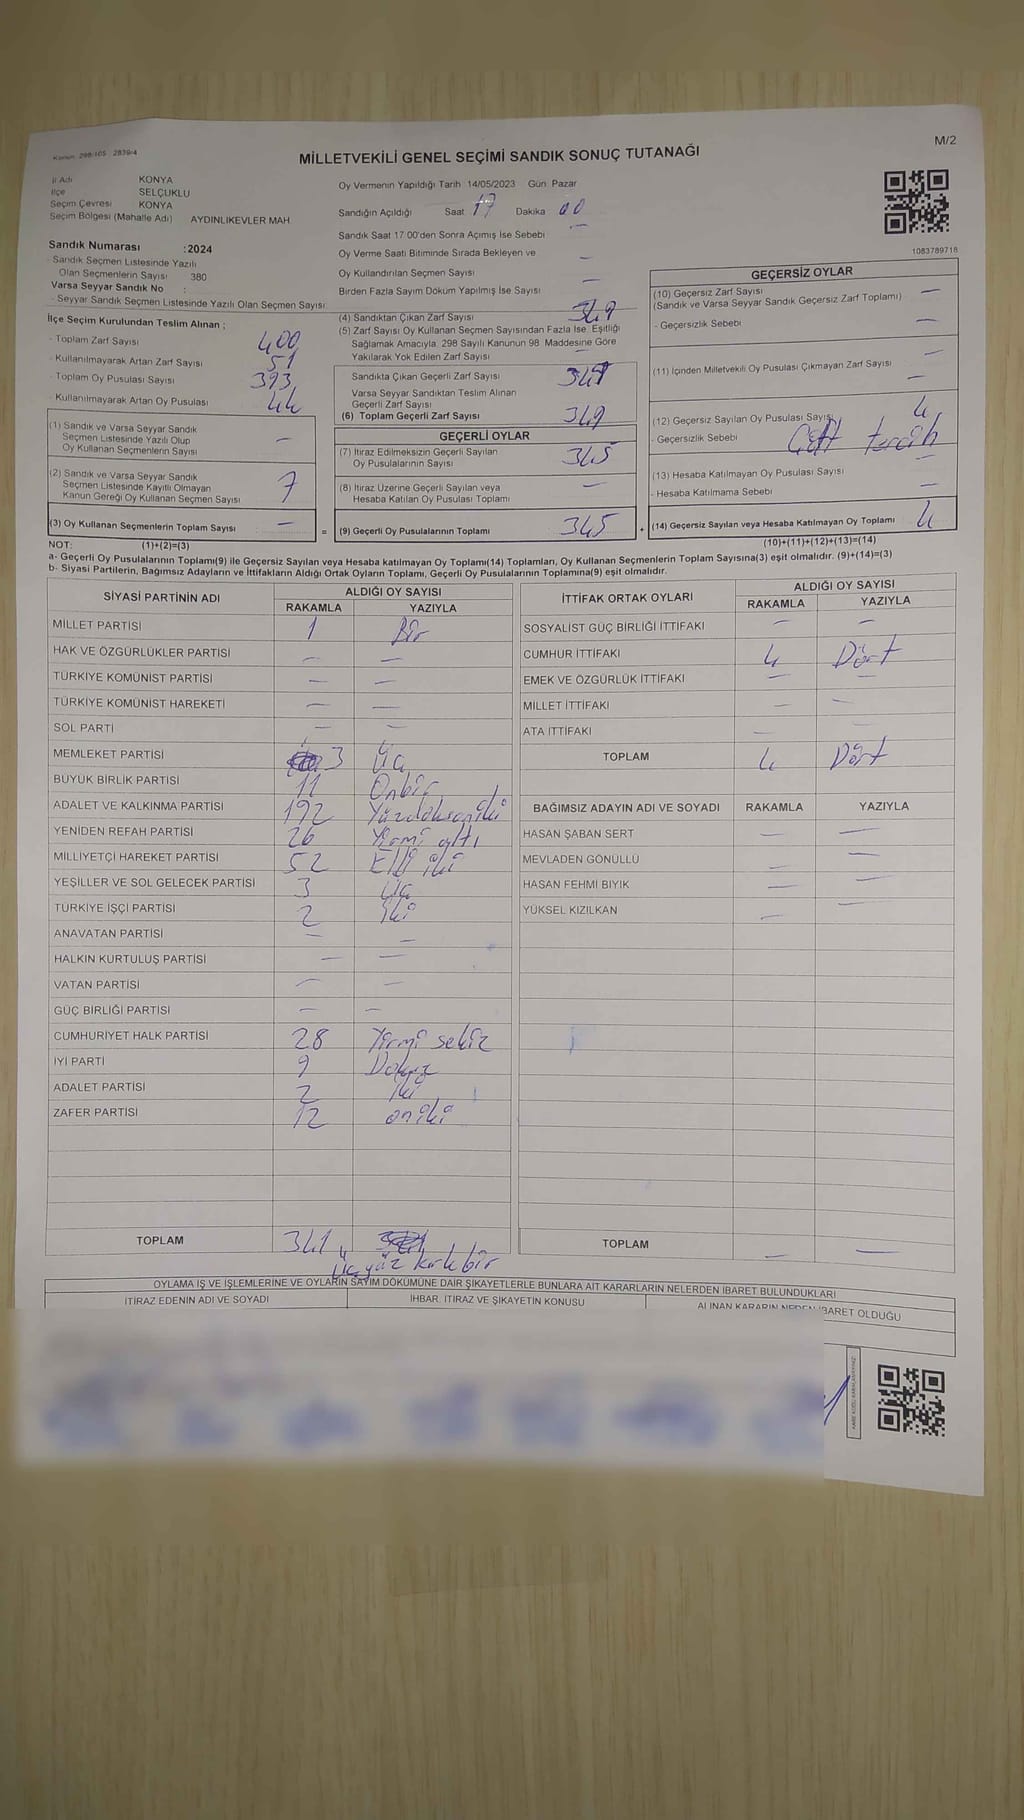 Kanun: 298/105 2839-4
M/2
MİLLETVEKİLİ GENEL SEÇİMİ SANDIK SONUÇ TUTANAĞI
İl Adı KONYA
İlçe SELÇUKLU
Seçim Çevresi KONYA
Seçim Bölgesi (Mahalle Adı) AYDINLIKEVLER MAH
Sandık Numarası :2024
- Sandık Seçmen Listesinde Yazılı
Olan Seçmenlerin Sayısı 380
Varsa Seyyar Sandık No :
- Seyyar Sandık Seçmen Listesinde Yazılı Olan Seçmen Sayısı:
İlçe Seçim Kurulundan Teslim Alınan ;
- Toplam Zarf Sayısı 400
- Kullanılmayarak Artan Zarf Sayısı 51
- Toplam Oy Pusulası Sayısı 393
- Kullanılmayarak Artan Oy Pusulası 44
(1) Sandık ve Varsa Seyyar Sandık
Seçmen Listesinde Yazılı Olup
Oy Kullanan Seçmenlerin Sayısı —
(2) Sandık ve Varsa Seyyar Sandık
Seçmen Listesinde Kayıtlı Olmayan
Kanun Gereği Oy Kullanan Seçmen Sayısı 7
(3) Oy Kullanan Seçmenlerin Toplam Sayısı —
Oy Vermenin Yapıldığı Tarih 14/05/2023 Gün: Pazar
Sandığın Açıldığı Saat 17 Dakika 00
Sandık Saat 17:00'den Sonra Açımış İse Sebebi —
Oy Verme Saati Bitiminde Sırada Bekleyen ve
Oy Kullandırılan Seçmen Sayısı —
Birden Fazla Sayım Döküm Yapılmış İse Sayısı —
(4) Sandıktan Çıkan Zarf Sayısı 349
(5) Zarf Sayısı Oy Kullanan Seçmen Sayısından Fazla İse, Eşitliği
Sağlamak Amacıyla, 298 Sayılı Kanunun 98. Maddesine Göre
Yakılarak Yok Edilen Zarf Sayısı —
Sandıkta Çıkan Geçerli Zarf Sayısı 349
Varsa Seyyar Sandıktan Teslim Alınan
Geçerli Zarf Sayısı
(6) Toplam Geçerli Zarf Sayısı 349
GEÇERLİ OYLAR
(7) İtiraz Edilmeksizin Geçerli Sayılan
Oy Pusulalarının Sayısı 345
(8) İtiraz Üzerine Geçerli Sayılan veya
Hesaba Katılan Oy Pusulası Toplamı —
= (9) Geçerli Oy Pusulalarının Toplamı 345 +
1083789718
GEÇERSİZ OYLAR
(10) Geçersiz Zarf Sayısı
(Sandık ve Varsa Seyyar Sandık Geçersiz Zarf Toplamı) —
- Geçersizlik Sebebi —
(11) İçinden Milletvekili Oy Pusulası Çıkmayan Zarf Sayısı —
—
(12) Geçersiz Sayılan Oy Pusulası Sayısı 4
- Geçersizlik Sebebi Çift tercih
(13) Hesaba Katılmayan Oy Pusulası Sayısı
- Hesaba Katılmama Sebebi —
(14) Geçersiz Sayılan veya Hesaba Katılmayan Oy Toplamı 4
NOT: (1)+(2)=(3) (10)+(11)+(12)+(13)=(14)
a- Geçerli Oy Pusulaların Toplamı(9) ile Geçersiz Sayılan veya Hesaba katılmayan Oy Toplamı(14) Toplamları, Oy Kullanan Seçmenlerin Toplam Sayısına(3) eşit olmalıdır. (9)+(14)=(3)
b- Siyasi Partilerin, Bağımsız Adayların ve İttifakların Aldığı Ortak Oyların Toplamı, Geçerli Oy Pusulalarının Toplamına(9) eşit olmalıdır.
SİYASİ PARTİNİN ADI ALDIĞI OY SAYISI
RAKAMLA YAZIYLA
MİLLET PARTİSİ 1 Bir
HAK VE ÖZGÜRLÜKLER PARTİSİ — —
TÜRKİYE KOMÜNİST PARTİSİ — —
TÜRKİYE KOMÜNİST HAREKETİ — —
SOL PARTİ — —
MEMLEKET PARTİSİ 3 Üç
BÜYÜK BİRLİK PARTİSİ 11 Onbir
ADALET VE KALKINMA PARTİSİ 192 Yüzdoksaniki
YENİDEN REFAH PARTİSİ 26 Yirmi altı
MİLLİYETÇİ HAREKET PARTİSİ 52 Elli iki
YEŞİLLER VE SOL GELECEK PARTİSİ 3 Üç
TÜRKİYE İŞÇİ PARTİSİ 2 İki
ANAVATAN PARTİSİ — —
HALKIN KURTULUŞ PARTİSİ — —
VATAN PARTİSİ — —
GÜÇ BİRLİĞİ PARTİSİ — —
CUMHURİYET HALK PARTİSİ 28 Yirmi sekiz
İYİ PARTİ 9 Dokuz
ADALET PARTİSİ 2 İki
ZAFER PARTİSİ 12 oniki
TOPLAM 341
Üç yüz kırk bir
İTTİFAK ORTAK OYLARI ALDIĞI OY SAYISI
RAKAMLA YAZIYLA
SOSYALİST GÜÇ BİRLİĞİ İTTİFAKI — —
CUMHUR İTTİFAKI 4 Dört
EMEK VE ÖZGÜRLÜK İTTİFAKI — —
MİLLET İTTİFAKI — —
ATA İTTİFAKI —
TOPLAM 4 Dört
BAĞIMSIZ ADAYIN ADI VE SOYADI RAKAMLA YAZIYLA
HASAN ŞABAN SERT — —
MEVLADEN GÖNÜLLÜ — —
HASAN FEHMİ BIYIK — —
YÜKSEL KIZILKAN — —
TOPLAM — —
OYLAMA İŞ VE İŞLEMLERİNE VE OYLARIN SAYIM DÖKÜMÜNE DAİR ŞİKAYETLERLE BUNLARA AİT KARARLARIN NELERDEN İBARET BULUNDUKLARI
İTİRAZ EDENİN ADI VE SOYADI İHBAR, İTİRAZ VE ŞİKAYETİN KONUSU ALINAN KARARIN NEDEN İBARET OLDUĞU